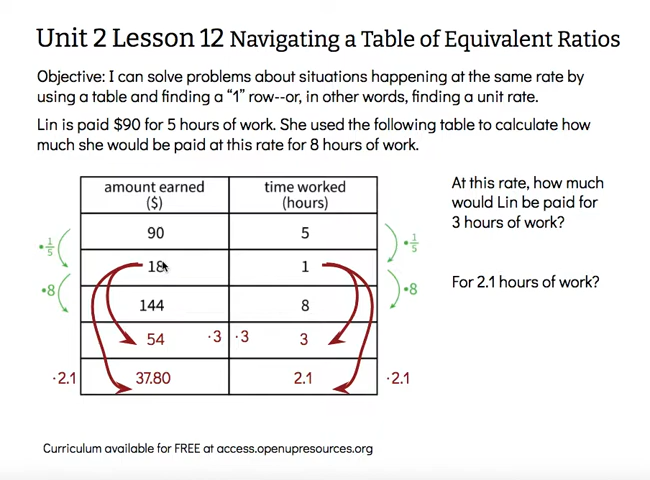 Unit 2 Lesson 12 Navigating a Table of Equivalent Ratios
Objective: I can solve problems about situations happening at the same rate by
using a table and finding a “1” row--or, in other words, finding a unit rate.
Lin is paid $90 for 5 hours of work. She used the following table to calculate how
much she would be paid at this rate for 8 hours of work.
amount earned ($) time worked (hours)
90 5
•1/5 •1/5
18 1
•8 •8
144 8
54 ·3 ·3 3
·2.1 37.80 2.1 ·2.1
At this rate, how much
would Lin be paid for
3 hours of work?
For 2.1 hours of work?
Curriculum available for FREE at access.openupresources.org